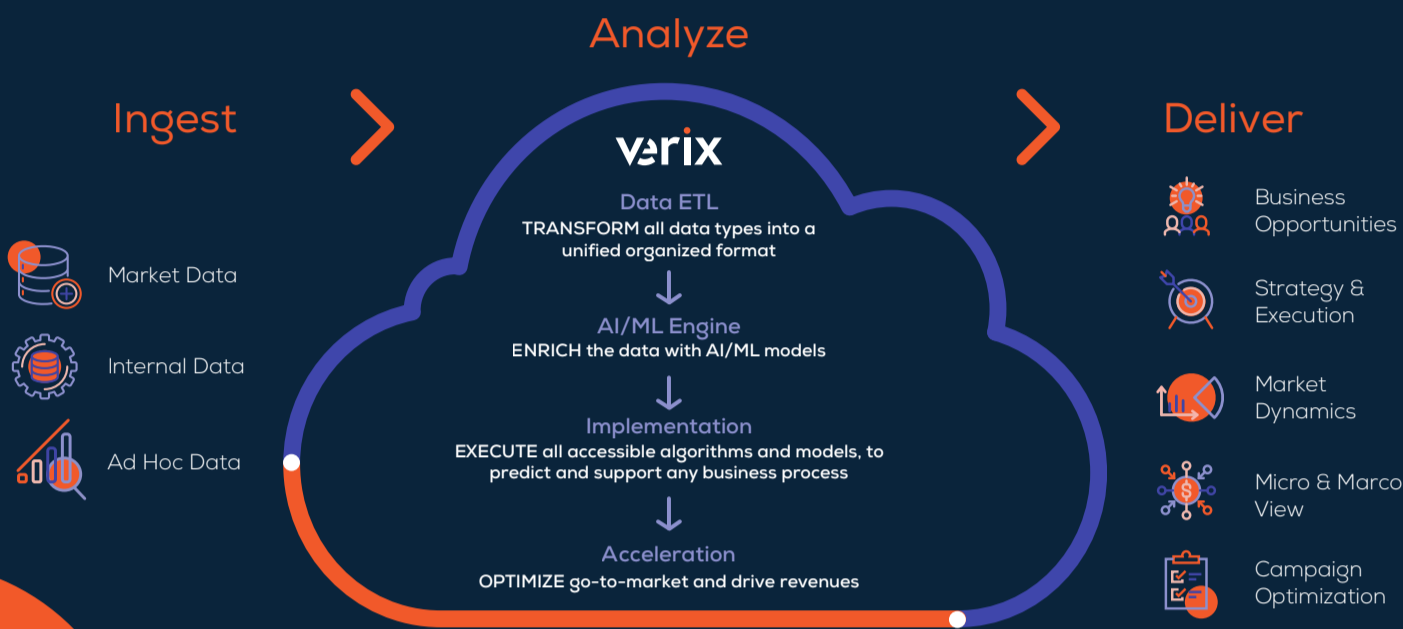 Analyze
Ingest
Deliver
verix
Data ETL
TRANSFORM all data types into a
unified organized format
AI/ML Engine
ENRICH the data with AI/ML models
Implementation
EXECUTE all accessible algorithms and models, to
predict and support any business process
Acceleration
OPTIMIZE go-to-market and drive revenues
Market Data
Internal Data
Ad Hoc Data
Business
Opportunities
Strategy &
Execution
Market
Dynamics
Micro & Marco
View
Campaign
Optimization